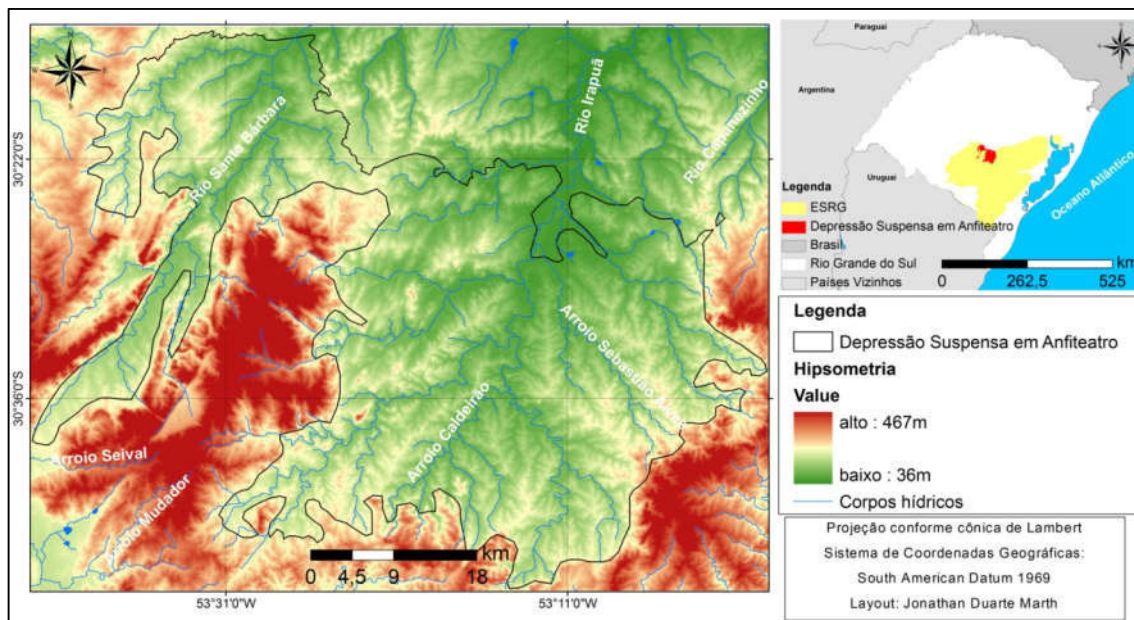 30°22'0"S
30°36'0"S
53°31'0"W
53°11'0"W
Rio Santa Bárbara
Rio Irapuã
Rio Capanezinho
Arroio Sebastião Alves
Arroio Caldeirão
Arroio Seival
Arroio Mudador
km
0 4,5 9 18
Paraguai
Argentina
Uruguai
Oceano Atlântico
Legenda
ESRG
Depressão Suspensa em Anfiteatro
Brasil
Rio Grande do Sul
Países Vizinhos
km
0 262,5 525
Legenda
Depressão Suspensa em Anfiteatro
Hipsometria
Value
alto : 467m
baixo : 36m
Corpos hídricos
Projeção conforme cônica de Lambert
Sistema de Coordenadas Geográficas:
South American Datum 1969
Layout: Jonathan Duarte Marth